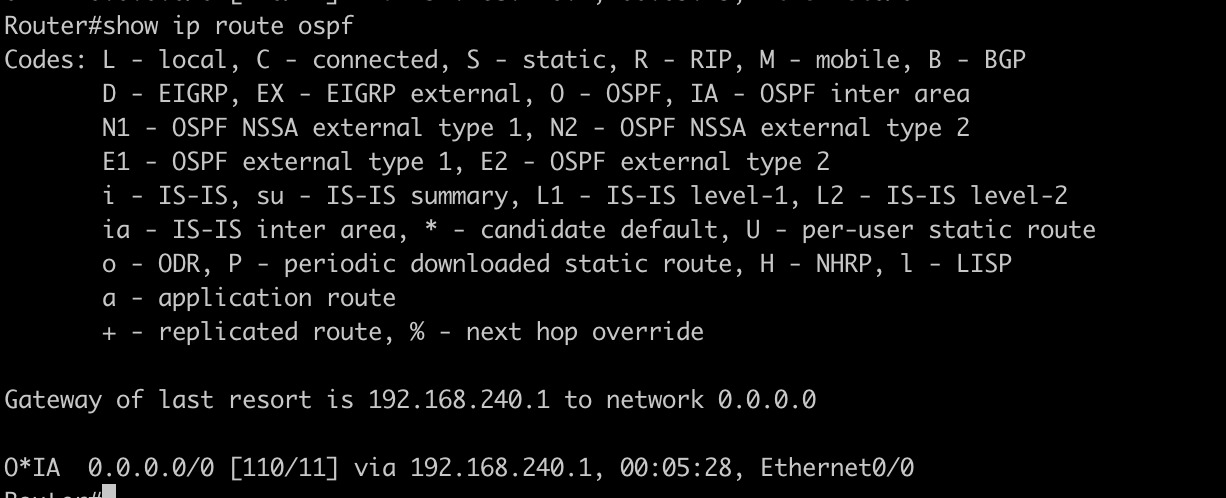 Router#show ip route ospf
Codes: L - local, C - connected, S - static, R - RIP, M - mobile, B - BGP
       D - EIGRP, EX - EIGRP external, O - OSPF, IA - OSPF inter area
       N1 - OSPF NSSA external type 1, N2 - OSPF NSSA external type 2
       E1 - OSPF external type 1, E2 - OSPF external type 2
       i - IS-IS, su - IS-IS summary, L1 - IS-IS level-1, L2 - IS-IS level-2
       ia - IS-IS inter area, * - candidate default, U - per-user static route
       o - ODR, P - periodic downloaded static route, H - NHRP, l - LISP
       a - application route
       + - replicated route, % - next hop override
Gateway of last resort is 192.168.240.1 to network 0.0.0.0
O*IA  0.0.0.0/0 [110/11] via 192.168.240.1, 00:05:28, Ethernet0/0
Router#